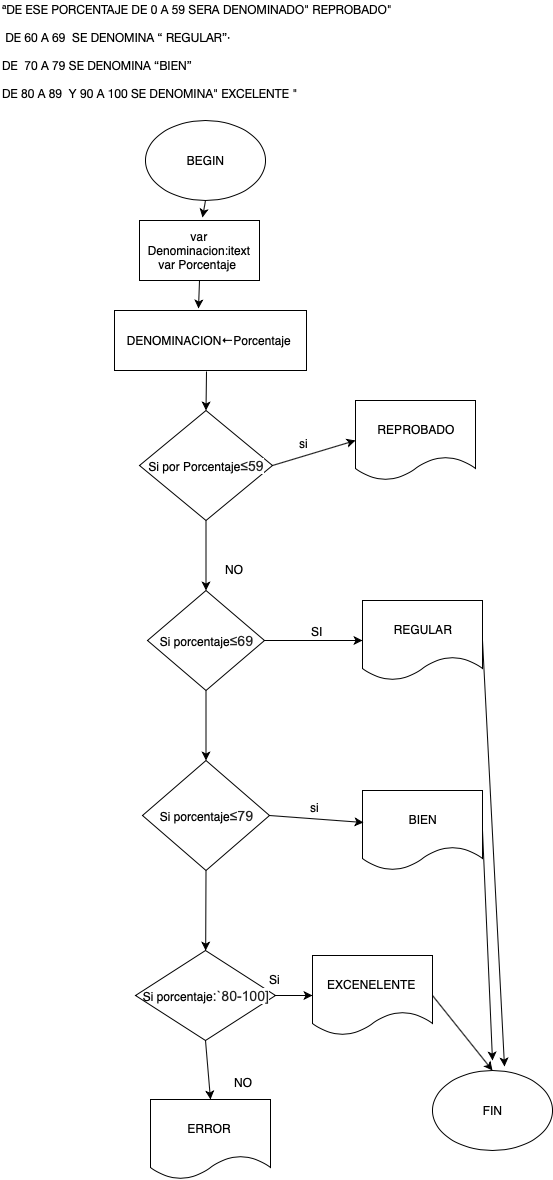 ªDE ESE PORCENTAJE DE 0 A 59 SERA DENOMINADO" REPROBADO"
DE 60 A 69 SE DENOMINA “ REGULAR”·
DE 70 A 79 SE DENOMINA “BIEN”
DE 80 A 89 Y 90 A 100 SE DENOMINA" EXCELENTE "
BEGIN
var
Denominacion:itext
var Porcentaje
DENOMINACION←Porcentaje
Si por Porcentaje≤59
si
REPROBADO
NO
Si porcentaje≤69
SI
REGULAR
Si porcentaje≤79
si
BIEN
Si porcentaje:`80-100]
Si
EXCENELENTE
NO
ERROR
FIN